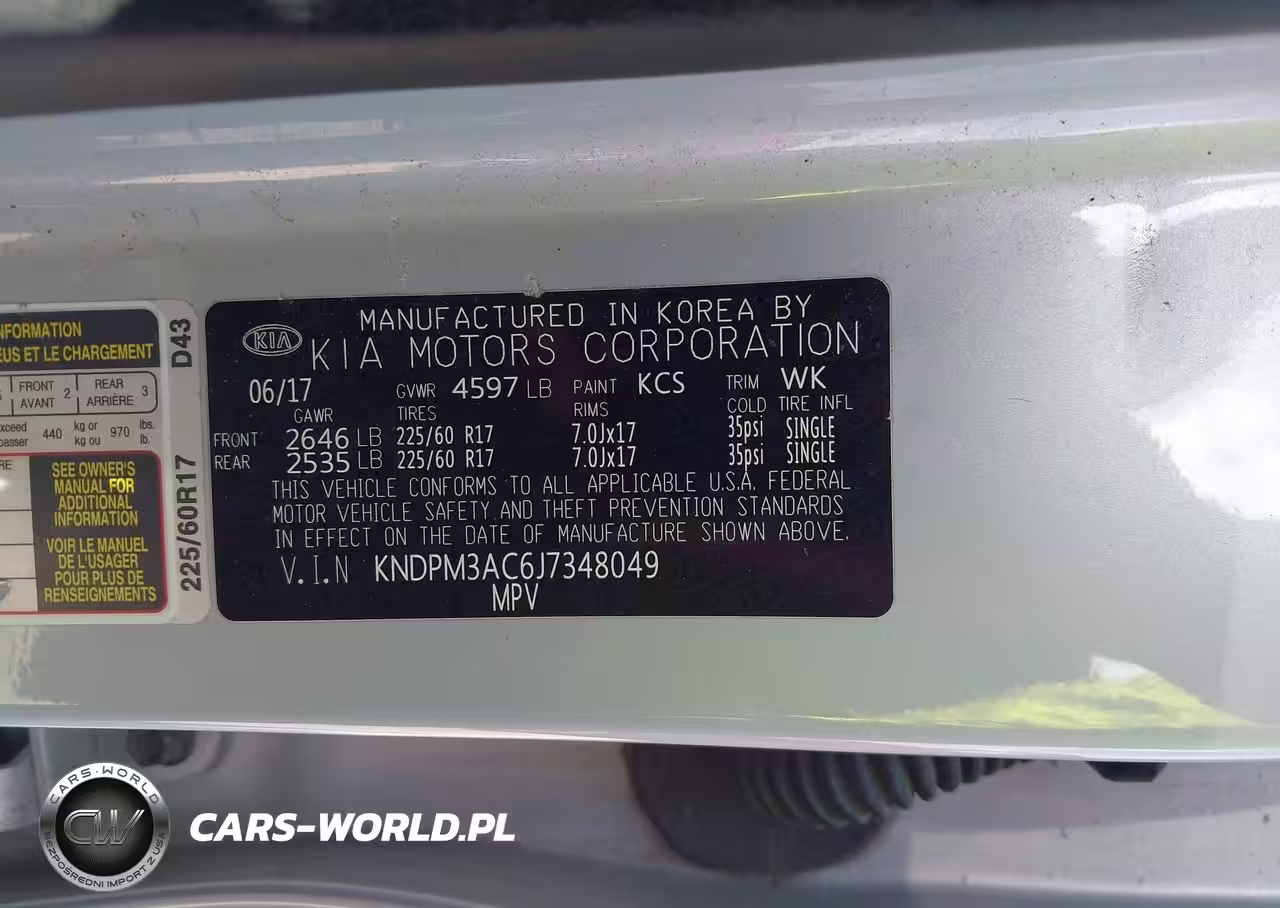 NFORMATION
EUS ET LE CHARGEMENT
FRONT 2 REAR 3
AVANT ARRIÈRE
xceed 440 kg or 970 lbs.
passer kg ou lb.
RE
SEE OWNER'S
MANUAL FOR
ADDITIONAL
INFORMATION
VOIR LE MANUEL
DE L'USAGER
POUR PLUS DE
RENSEIGNEMENTS
D43
225/60R17
MANUFACTURED IN KOREA BY
KIA KIA MOTORS CORPORATION
06/17 GVWR 4597 LB PAINT KCS TRIM WK
GAWR TIRES RIMS COLD TIRE INFL
FRONT 2646 LB 225/60 R17 7.0Jx17 35psi SINGLE
REAR 2535 LB 225/60 R17 7.0Jx17 35psi SINGLE
THIS VEHICLE CONFORMS TO ALL APPLICABLE U.S.A. FEDERAL
MOTOR VEHICLE SAFETY,AND THEFT PREVENTION STANDARDS
IN EFFECT ON THE DATE OF MANUFACTURE SHOWN ABOVE.
V.I.N KNDPM3AC6J7348049
MPV
CARS-WORLD
CW
BEZPOŚREDNI IMPORT Z USA
CARS-WORLD.PL